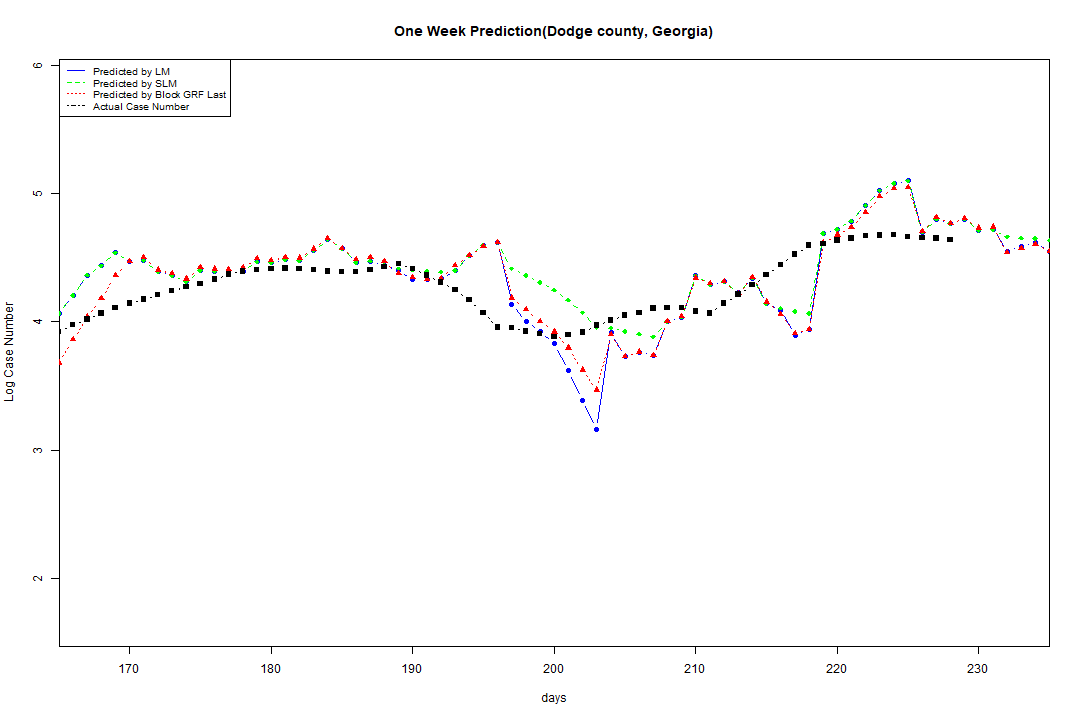 One Week Prediction(Dodge county, Georgia)
Predicted by LM
Predicted by SLM
Predicted by Block GRF Last
Actual Case Number
6
5
4
3
2
Log Case Number
170 180 190 200 210 220 230
days